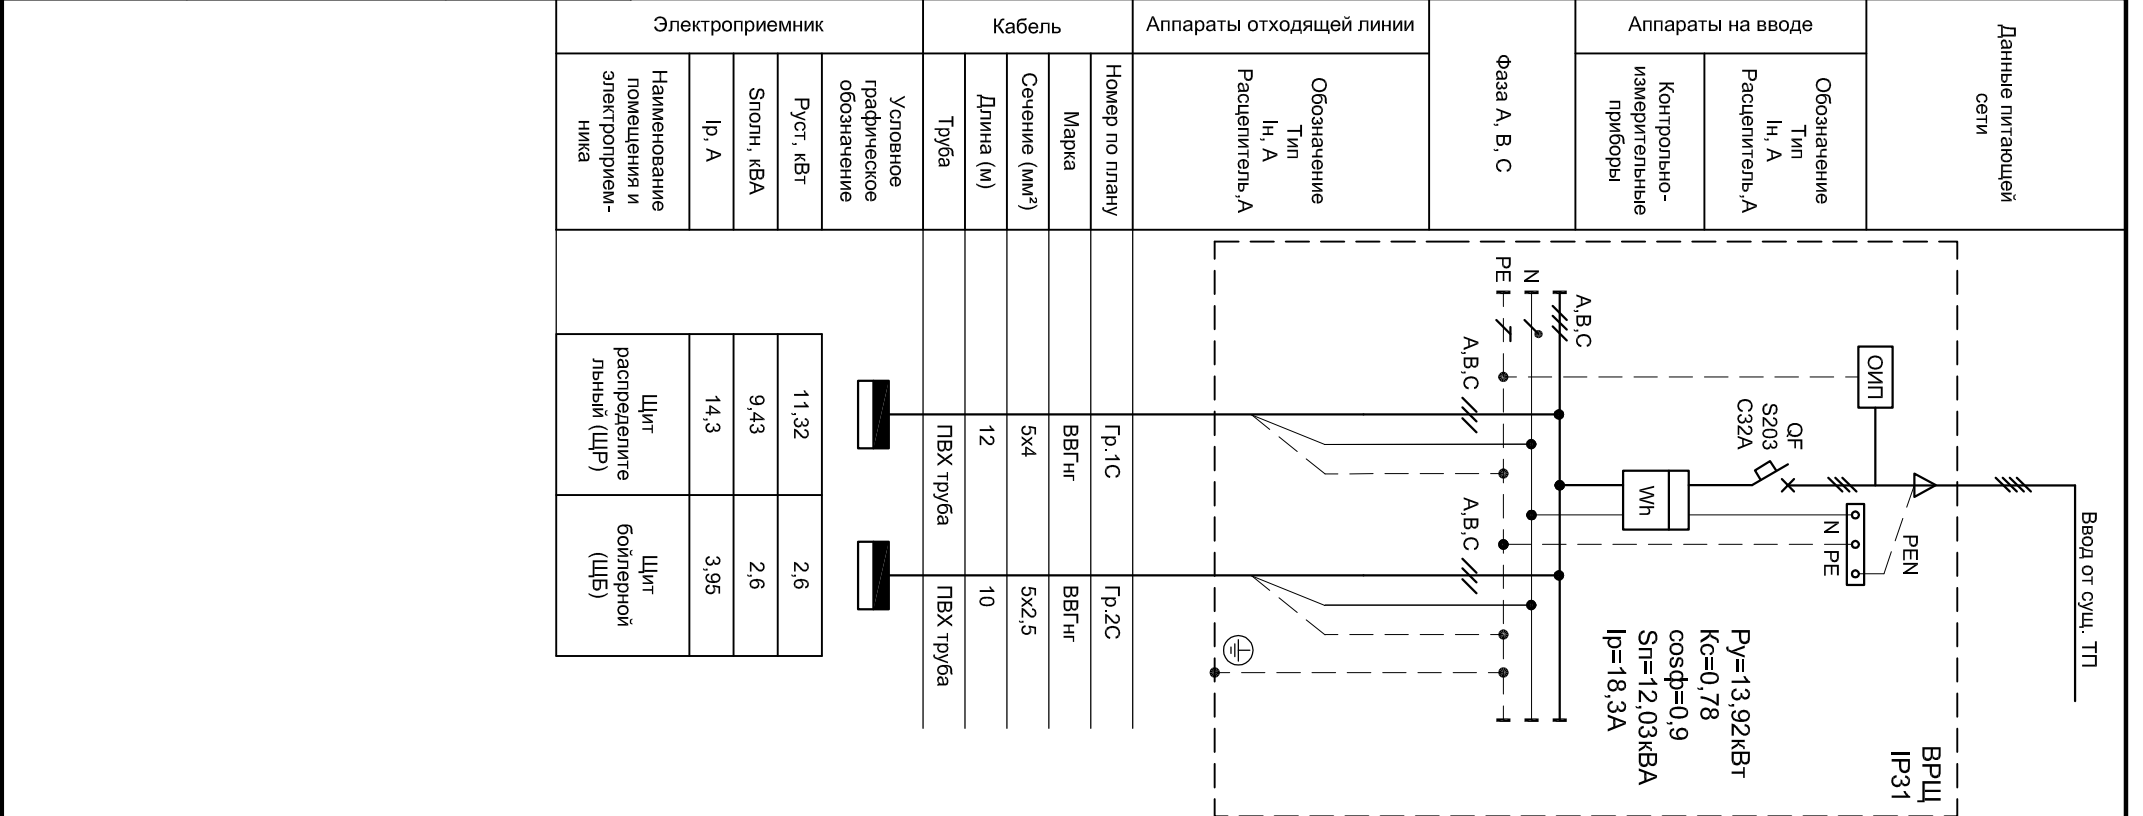 Данные питающей
сети
Аппараты на вводе
Обозначение
Тип
Iн, А
Расцепитель,А
Контрольно-
измерительные
приборы
Фаза А, В, С
Аппараты отходящей линии
Обозначение
Тип
Iн, А
Расцепитель,А
Кабель
Номер по плану
Марка
Сечение (мм²)
Длина (м)
Труба
Электроприемник
Условное
графическое
обозначение
Руст, кВт
Sполн, кВА
Iр, А
Наименование
помещения и
электроприем-
ника
Ввод от сущ. ТП
ВРЩ
IP31
ОИП
PEN
N PE
QF
S203
C32A
Wh
Ру=13,92кВт
Кс=0,78
cosф=0,9
Sп=12,03кВА
Iр=18,3А
А,В,С
N
PE
А,В,С
А,В,С
Гр.1С
ВВГнг
5х4
12
ПВХ труба
Гр.2С
ВВГнг
5х2,5
10
ПВХ труба
11,32
9,43
14,3
Щит
распределите
льный (ЩР)
2,6
2,6
3,95
Щит
бойлерной
(ЩБ)